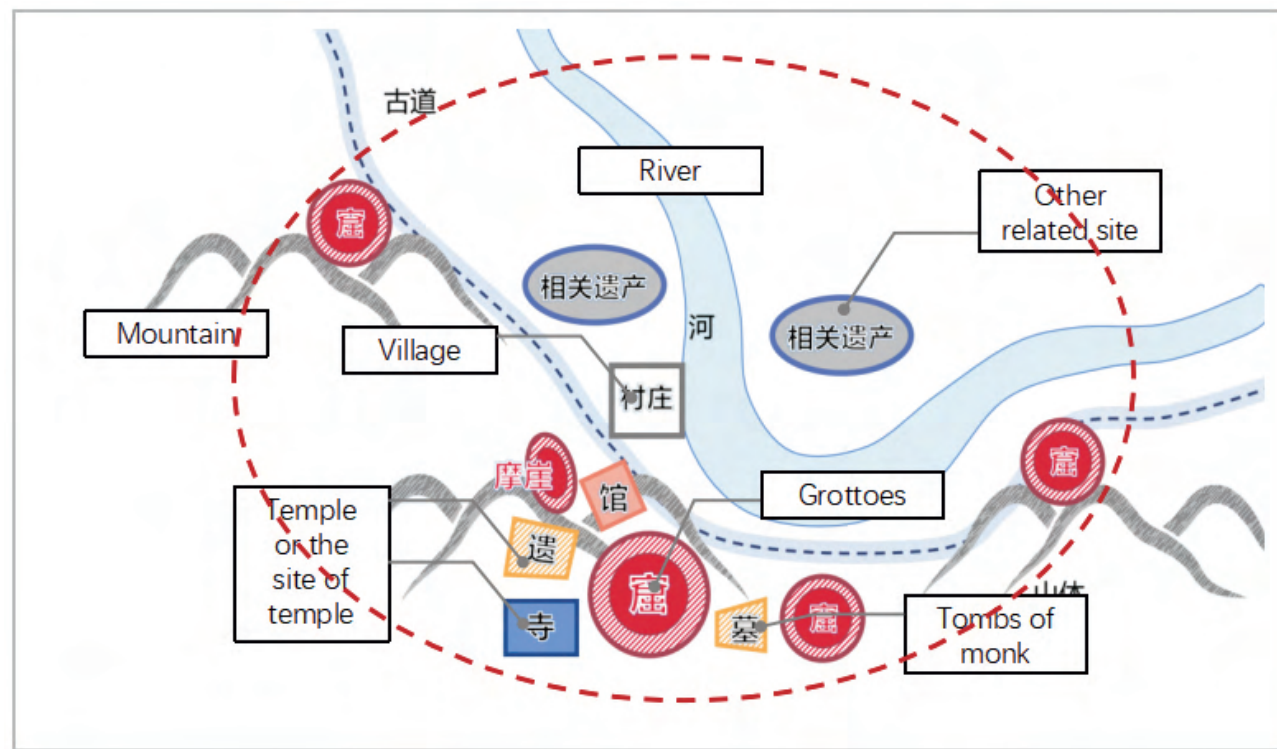 古道
River
Other
related site
窟
相关遗产
Mountain
Village
河
相关遗产
村庄
摩崖
馆
窟
Temple
or the
site of
temple
Grottoes
遗
窟
寺
墓
窟
山体
Tombs of
monk